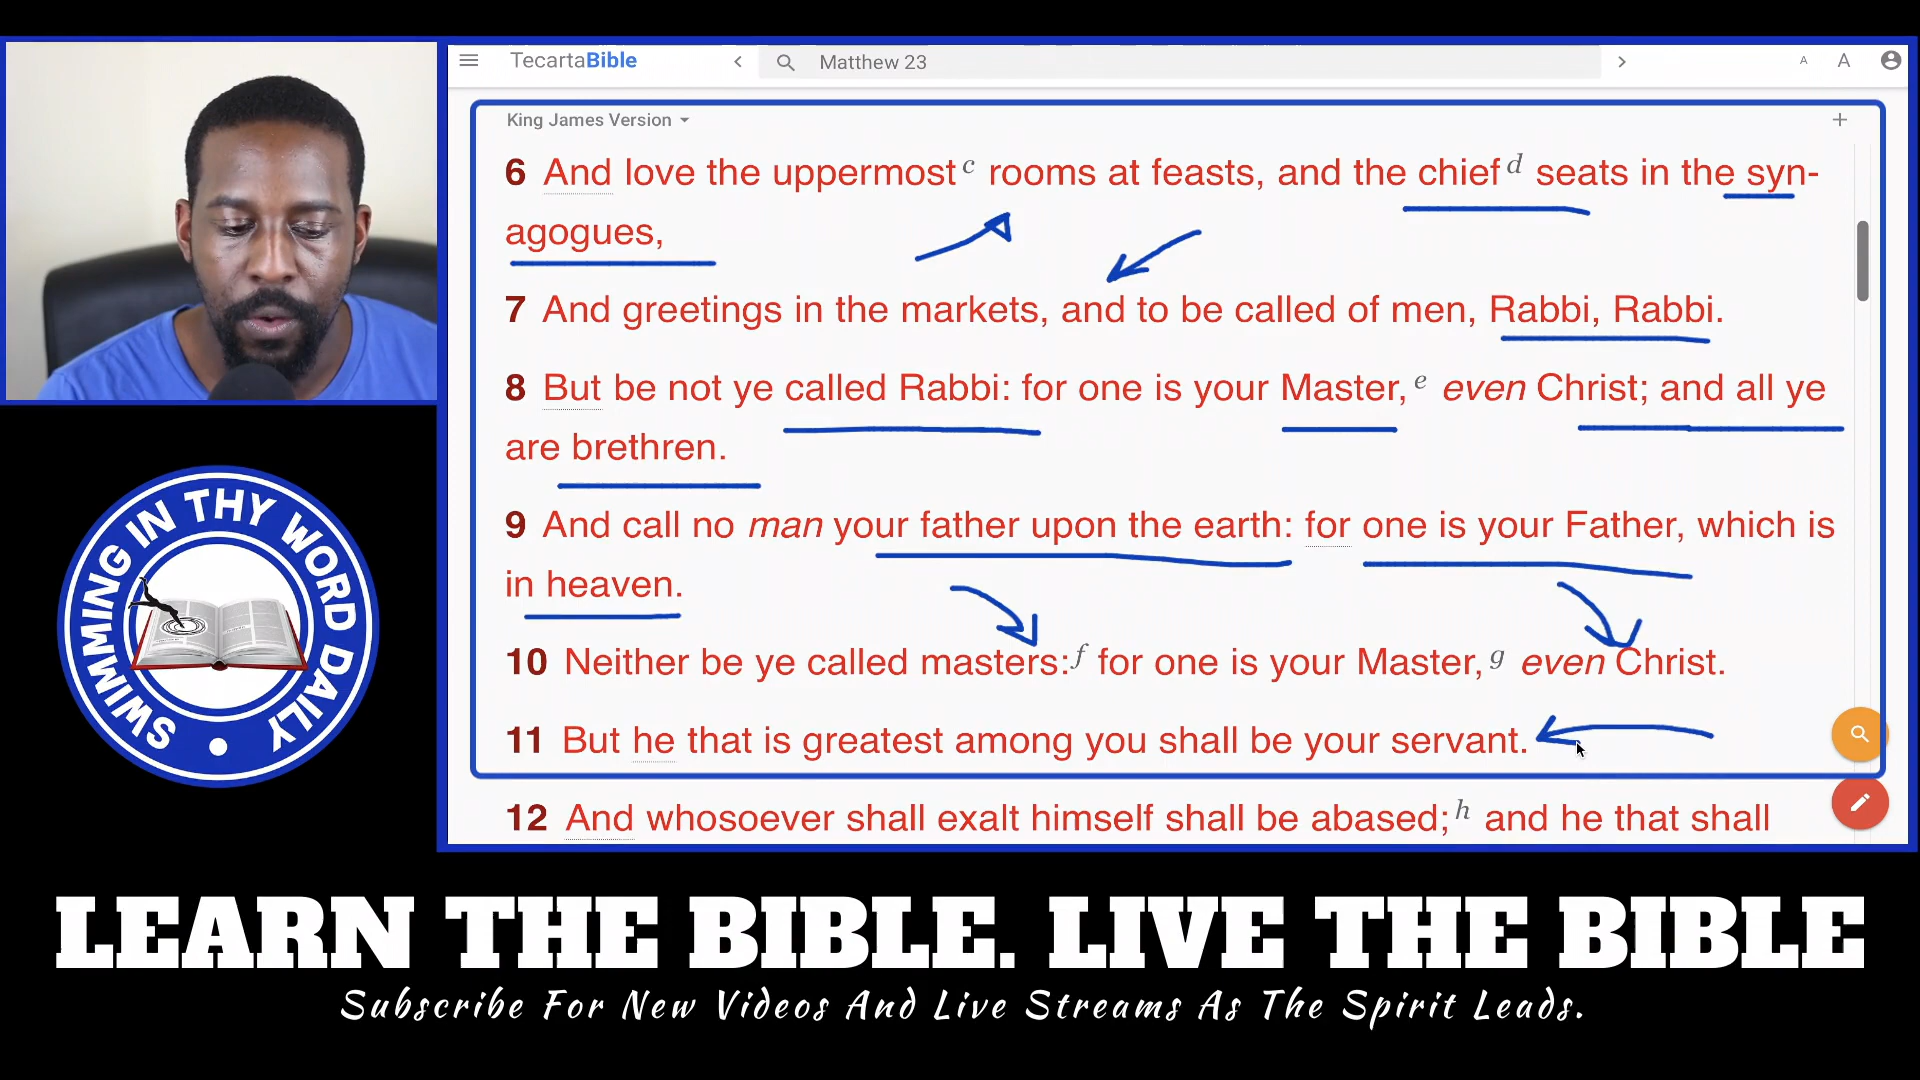 TecartaBible
Matthew 23
A A
King James Version
6 And love the uppermost c rooms at feasts, and the chief d seats in the syn-
agogues,
7 And greetings in the markets, and to be called of men, Rabbi, Rabbi.
8 But be not ye called Rabbi: for one is your Master, e even Christ; and all ye
are brethren.
9 And call no man your father upon the earth: for one is your Father, which is
in heaven.
10 Neither be ye called masters: f for one is your Master, g even Christ.
11 But he that is greatest among you shall be your servant.
12 And whosoever shall exalt himself shall be abased; h and he that shall
SWIMMING IN THY WORD DAILY
LEARN THE BIBLE. LIVE THE BIBLE
Subscribe For New Videos And Live Streams As The Spirit Leads.